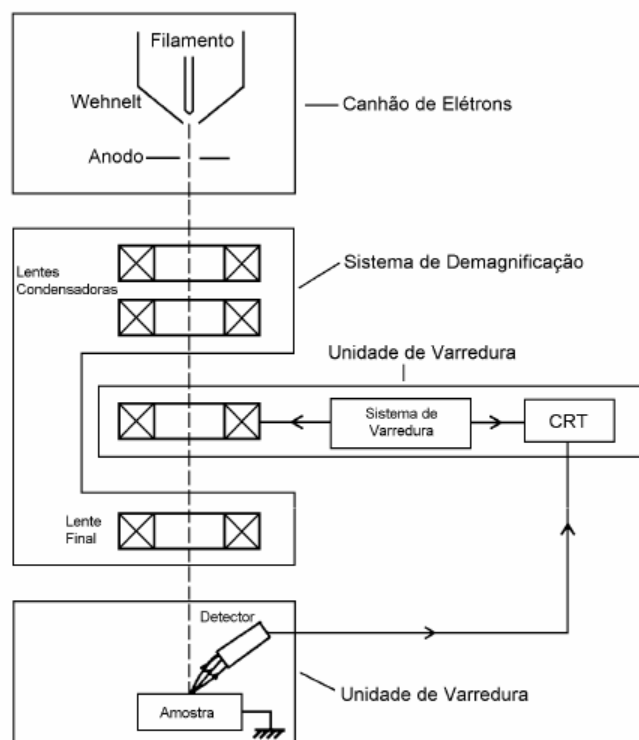 Filamento
Wehnelt
Canhão de Elétrons
Anodo
Lentes
Condensadoras
Sistema de Demagnificação
Unidade de Varredura
Sistema de
Varredura
CRT
Lente
Final
Detector
Unidade de Varredura
Amostra